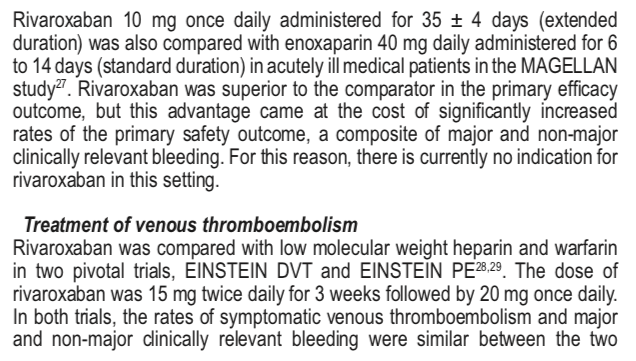 Rivaroxaban 10 mg once daily administered for 35 ± 4 days (extended
duration) was also compared with enoxaparin 40 mg daily administered for 6
to 14 days (standard duration) in acutely ill medical patients in the MAGELLAN
study27. Rivaroxaban was superior to the comparator in the primary efficacy
outcome, but this advantage came at the cost of significantly increased
rates of the primary safety outcome, a composite of major and non-major
clinically relevant bleeding. For this reason, there is currently no indication for
rivaroxaban in this setting.
Treatment of venous thromboembolism
Rivaroxaban was compared with low molecular weight heparin and warfarin
in two pivotal trials, EINSTEIN DVT and EINSTEIN PE28,29. The dose of
rivaroxaban was 15 mg twice daily for 3 weeks followed by 20 mg once daily.
In both trials, the rates of symptomatic venous thromboembolism and major
and non-major clinically relevant bleeding were similar between the two